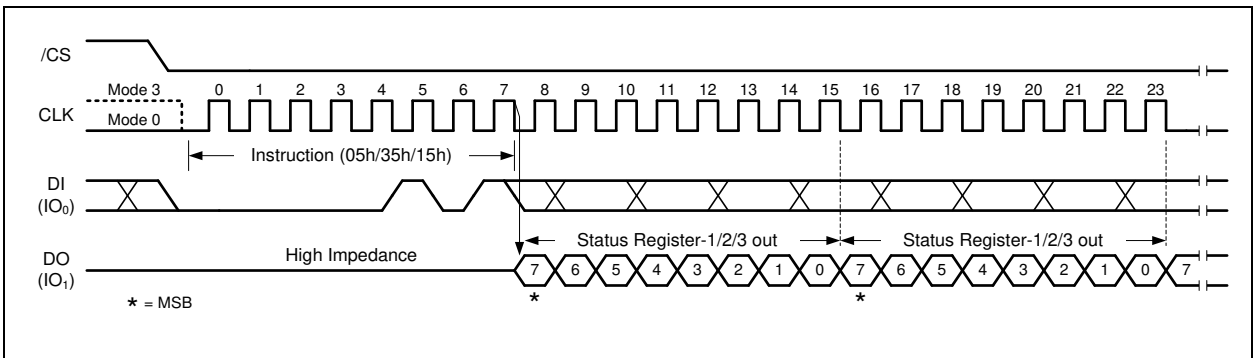 /CS
Mode 3 0 1 2 3 4 5 6 7 8 9 10 11 12 13 14 15 16 17 18 19 20 21 22 23
CLK
Mode 0
Instruction (05h/35h/15h)
DI
(IO₀)
Status Register-1/2/3 out Status Register-1/2/3 out
DO High Impedance
(IO₁) 7 6 5 4 3 2 1 0 7 6 5 4 3 2 1 0 7
* *
* = MSB